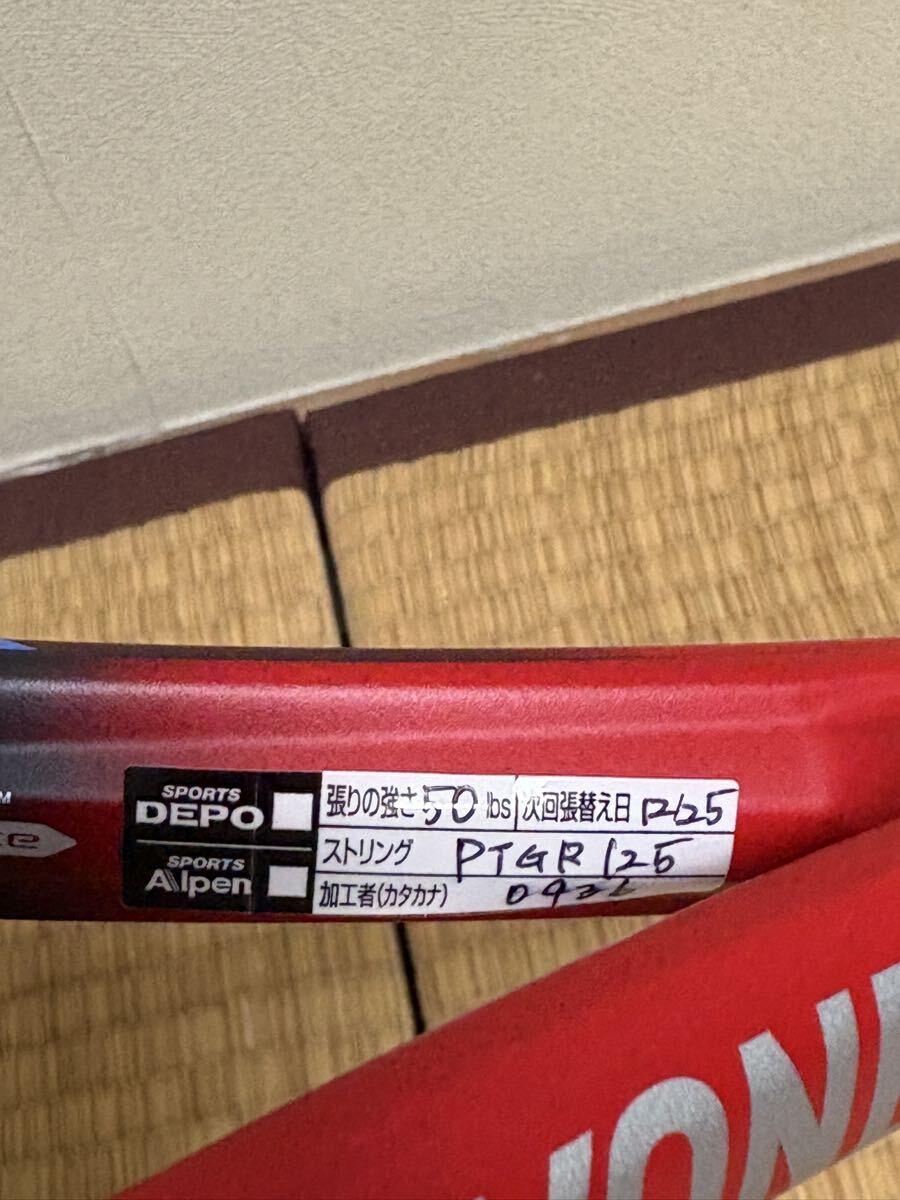 SPORTS
DEPO
SPORTS
Alpen
張りの強さ 50 lbs 次回張替え日 12/25
ストリング PTGR 125
加工者(カタカナ)
TM